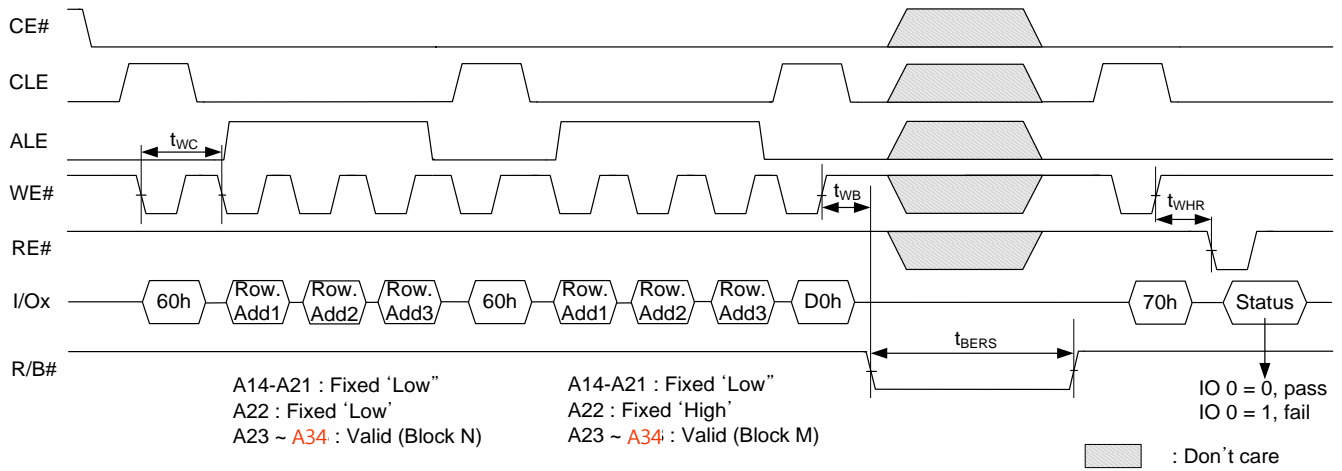 CE#
CLE
ALE
tWC
WE#
tWB
tWHR
RE#
I/Ox
60h
Row. Add1
Row. Add2
Row. Add3
60h
Row. Add1
Row. Add2
Row. Add3
D0h
70h
Status
tBERS
R/B#
A14-A21 : Fixed ‘Low”
A22 : Fixed ‘Low’
A23 ~ A34 : Valid (Block N)
A14-A21 : Fixed ‘Low”
A22 : Fixed ‘High’
A23 ~ A34 : Valid (Block M)
IO 0 = 0, pass
IO 0 = 1, fail
: Don’t care